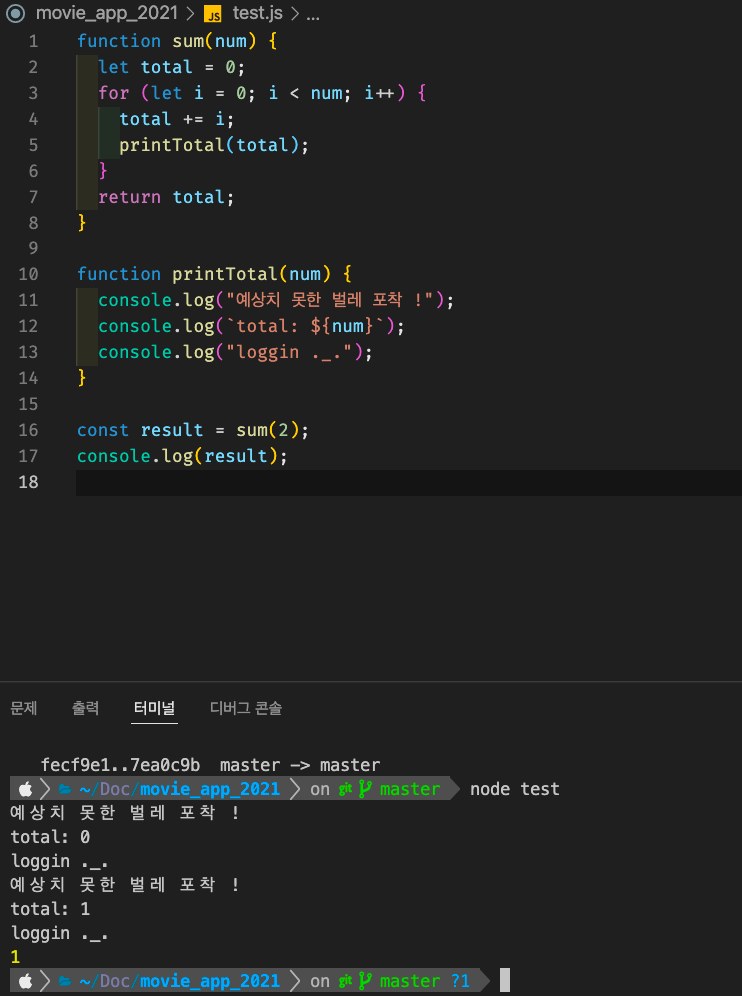 movie_app_2021 > JS test.js > ...
1 function sum(num) {
2 let total = 0;
3 for (let i = 0; i < num; i++) {
4 total += i;
5 printTotal(total);
6 }
7 return total;
8 }
9
10 function printTotal(num) {
11 console.log("예상치 못한 벌레 포착 !");
12 console.log(`total: ${num}`);
13 console.log("loggin ._.");
14 }
15
16 const result = sum(2);
17 console.log(result);
18
문제 출력 터미널 디버그 콘솔
fecf9e1..7ea0c9b master -> master
~/Doc/movie_app_2021 on git master node test
예상치 못한 벌레 포착 !
total: 0
loggin ._.
예상치 못한 벌레 포착 !
total: 1
loggin ._.
1
~/Doc/movie_app_2021 on git master ?1